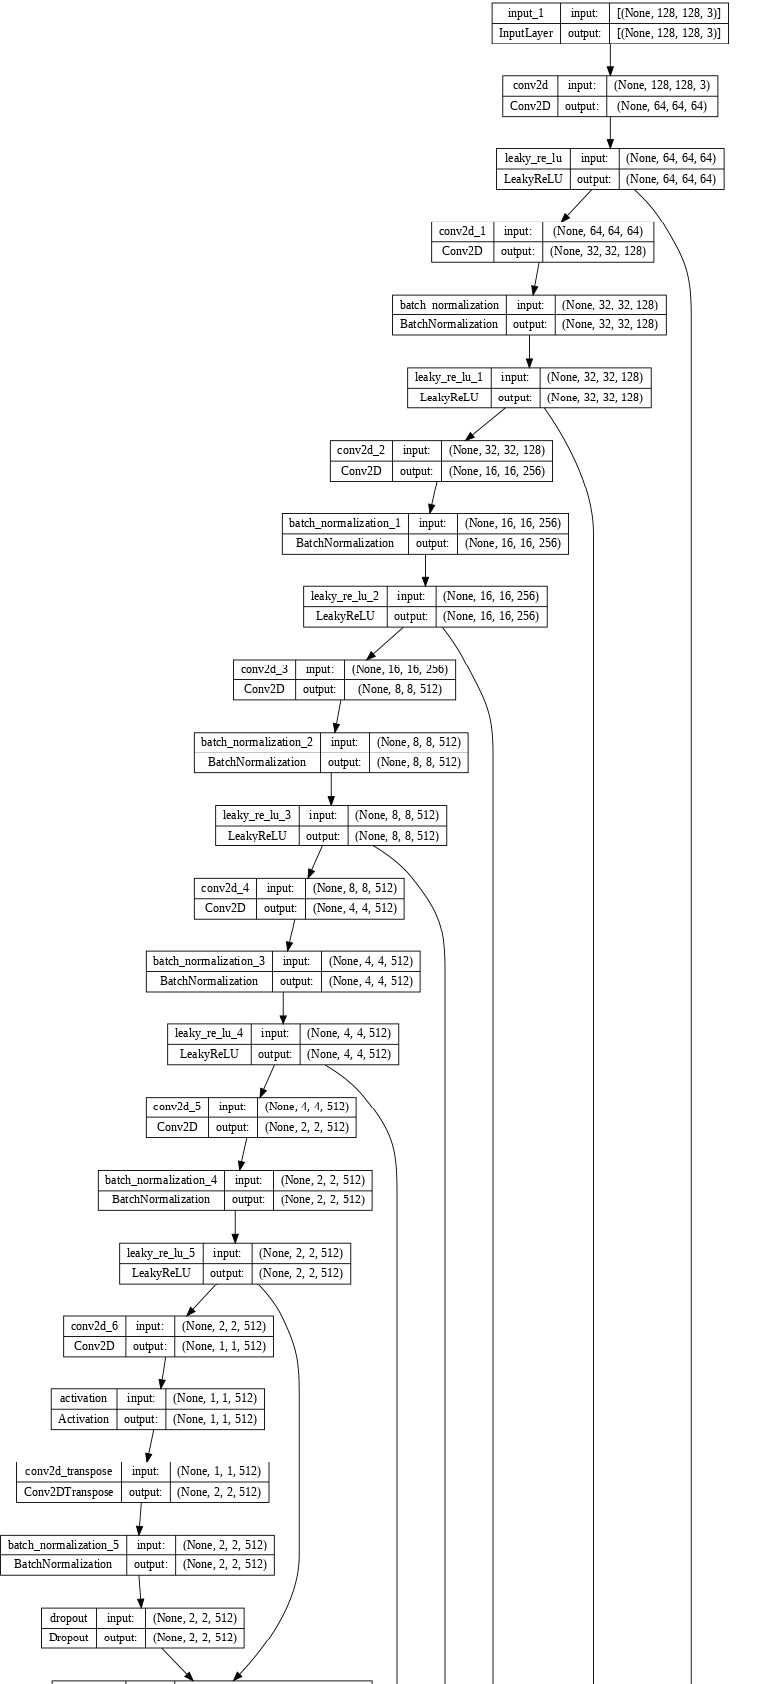 input_1 input: [(None, 128, 128, 3)]
InputLayer output: [(None, 128, 128, 3)]
conv2d input: (None, 128, 128, 3)
Conv2D output: (None, 64, 64, 64)
leaky_re_lu input: (None, 64, 64, 64)
LeakyReLU output: (None, 64, 64, 64)
conv2d_1 input: (None, 64, 64, 64)
Conv2D output: (None, 32, 32, 128)
batch_normalization input: (None, 32, 32, 128)
BatchNormalization output: (None, 32, 32, 128)
leaky_re_lu_1 input: (None, 32, 32, 128)
LeakyReLU output: (None, 32, 32, 128)
conv2d_2 input: (None, 32, 32, 128)
Conv2D output: (None, 16, 16, 256)
batch_normalization_1 input: (None, 16, 16, 256)
BatchNormalization output: (None, 16, 16, 256)
leaky_re_lu_2 input: (None, 16, 16, 256)
LeakyReLU output: (None, 16, 16, 256)
conv2d_3 input: (None, 16, 16, 256)
Conv2D output: (None, 8, 8, 512)
batch_normalization_2 input: (None, 8, 8, 512)
BatchNormalization output: (None, 8, 8, 512)
leaky_re_lu_3 input: (None, 8, 8, 512)
LeakyReLU output: (None, 8, 8, 512)
conv2d_4 input: (None, 8, 8, 512)
Conv2D output: (None, 4, 4, 512)
batch_normalization_3 input: (None, 4, 4, 512)
BatchNormalization output: (None, 4, 4, 512)
leaky_re_lu_4 input: (None, 4, 4, 512)
LeakyReLU output: (None, 4, 4, 512)
conv2d_5 input: (None, 4, 4, 512)
Conv2D output: (None, 2, 2, 512)
batch_normalization_4 input: (None, 2, 2, 512)
BatchNormalization output: (None, 2, 2, 512)
leaky_re_lu_5 input: (None, 2, 2, 512)
LeakyReLU output: (None, 2, 2, 512)
conv2d_6 input: (None, 2, 2, 512)
Conv2D output: (None, 1, 1, 512)
activation input: (None, 1, 1, 512)
Activation output: (None, 1, 1, 512)
conv2d_transpose input: (None, 1, 1, 512)
Conv2DTranspose output: (None, 2, 2, 512)
batch_normalization_5 input: (None, 2, 2, 512)
BatchNormalization output: (None, 2, 2, 512)
dropout input: (None, 2, 2, 512)
Dropout output: (None, 2, 2, 512)